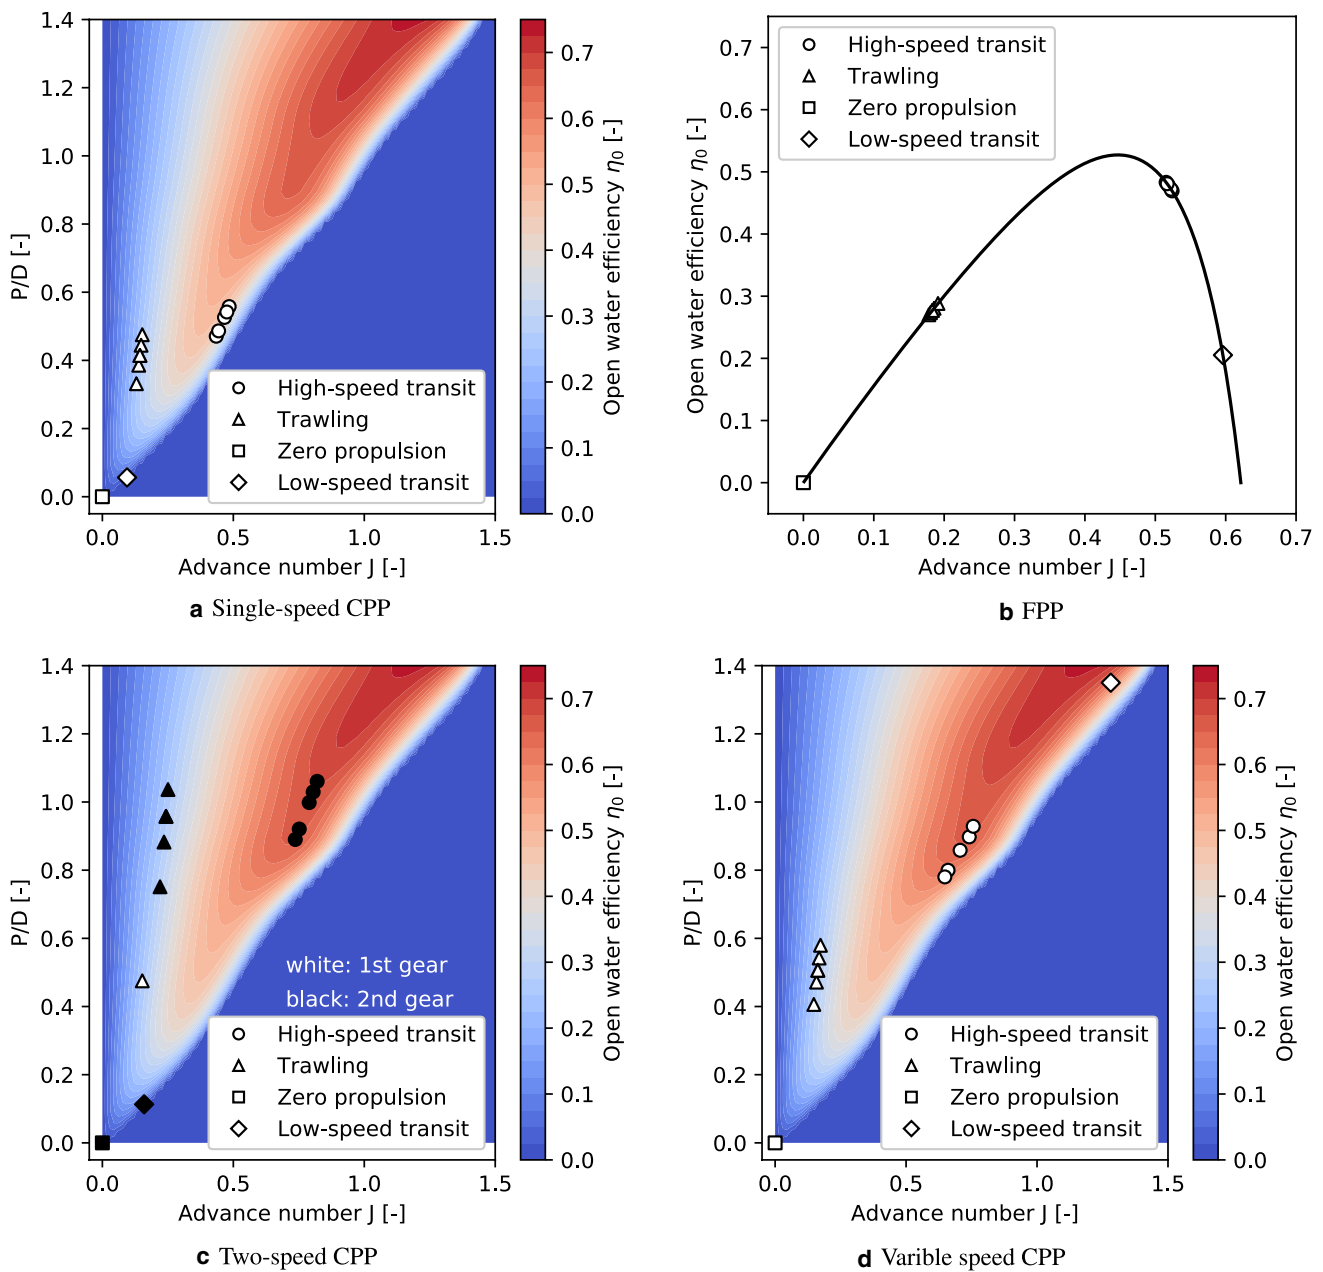 1.4
1.2
1.0
0.8
0.6
0.4
0.2
0.0
P/D [-]
High-speed transit
Trawling
Zero propulsion
Low-speed transit
0.0 0.5 1.0 1.5
Advance number J [-]
0.7
0.6
0.5
0.4
0.3
0.2
0.1
0.0
Open water efficiency η0 [-]
a Single-speed CPP
0.7
0.6
0.5
0.4
0.3
0.2
0.1
0.0
Open water efficiency η0 [-]
High-speed transit
Trawling
Zero propulsion
Low-speed transit
0.0 0.1 0.2 0.3 0.4 0.5 0.6 0.7
Advance number J [-]
b FPP
1.4
1.2
1.0
0.8
0.6
0.4
0.2
0.0
P/D [-]
white: 1st gear
black: 2nd gear
High-speed transit
Trawling
Zero propulsion
Low-speed transit
0.0 0.5 1.0 1.5
Advance number J [-]
0.7
0.6
0.5
0.4
0.3
0.2
0.1
0.0
Open water efficiency η0 [-]
c Two-speed CPP
1.4
1.2
1.0
0.8
0.6
0.4
0.2
0.0
P/D [-]
High-speed transit
Trawling
Zero propulsion
Low-speed transit
0.0 0.5 1.0 1.5
Advance number J [-]
0.7
0.6
0.5
0.4
0.3
0.2
0.1
0.0
Open water efficiency η0 [-]
d Varible speed CPP